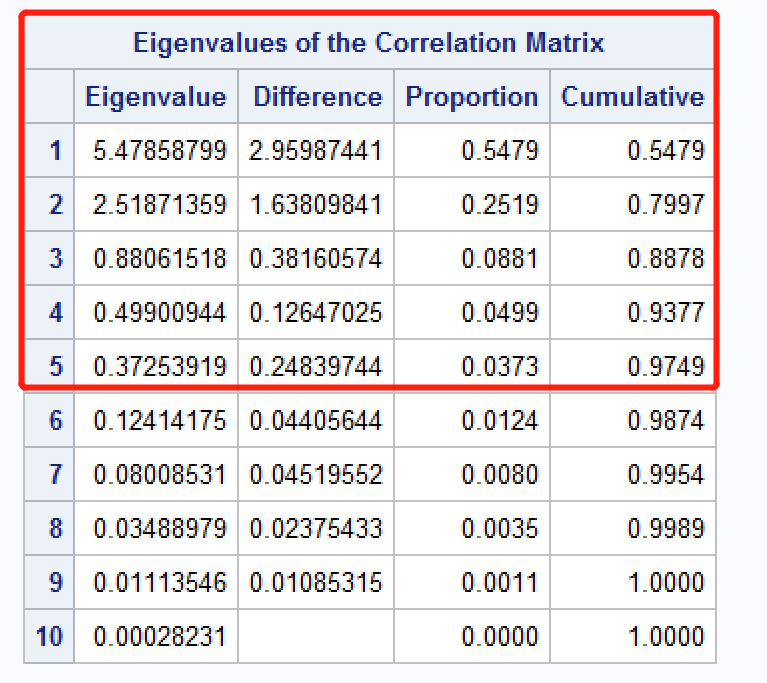 Eigenvalues of the Correlation Matrix
Eigenvalue Difference Proportion Cumulative
1 5.47858799 2.95987441 0.5479 0.5479
2 2.51871359 1.63809841 0.2519 0.7997
3 0.88061518 0.38160574 0.0881 0.8878
4 0.49900944 0.12647025 0.0499 0.9377
5 0.37253919 0.24839744 0.0373 0.9749
6 0.12414175 0.04405644 0.0124 0.9874
7 0.08008531 0.04519552 0.0080 0.9954
8 0.03488979 0.02375433 0.0035 0.9989
9 0.01113546 0.01085315 0.0011 1.0000
10 0.00028231 0.0000 1.0000